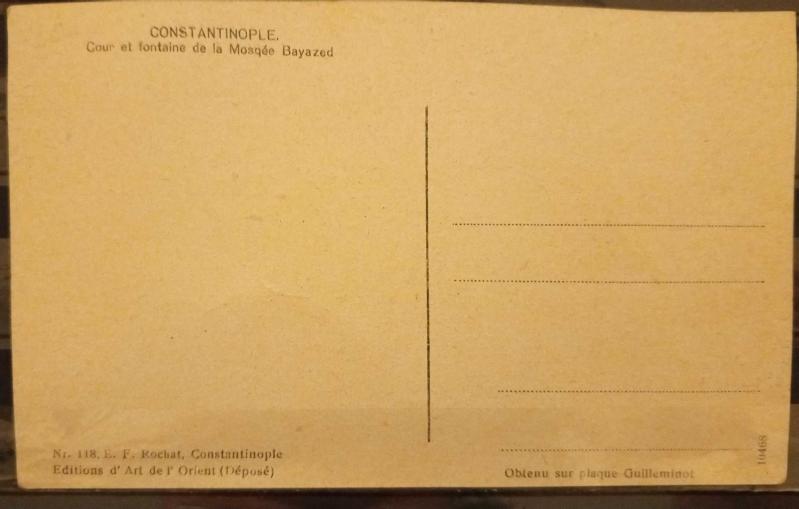 CONSTANTINOPLE.
Cour et fontaine de la Mosqée Bayazed
Nr. 118. E. F. Rochat, Constantinople
Editions d' Art de l' Orient (Déposé)
Obtenu sur plaque Guilleminot
10468